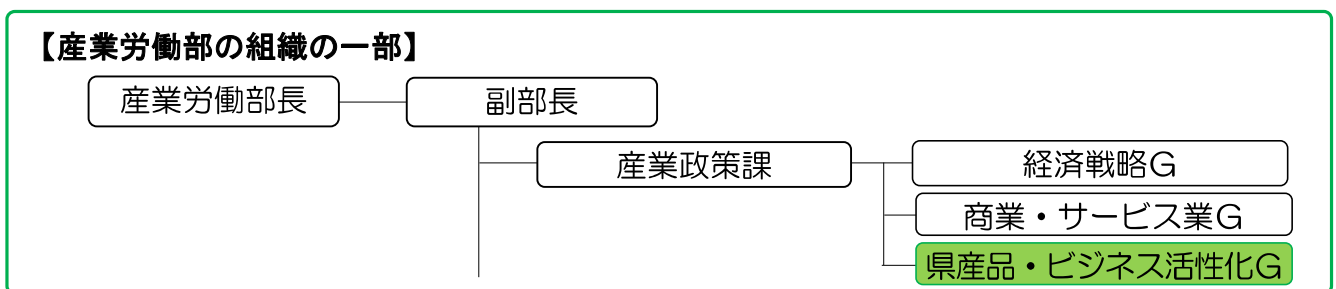 【産業労働部の組織の一部】
産業労働部長
副部長
産業政策課
経済戦略G
商業・サービス業G
県産品・ビジネス活性化G